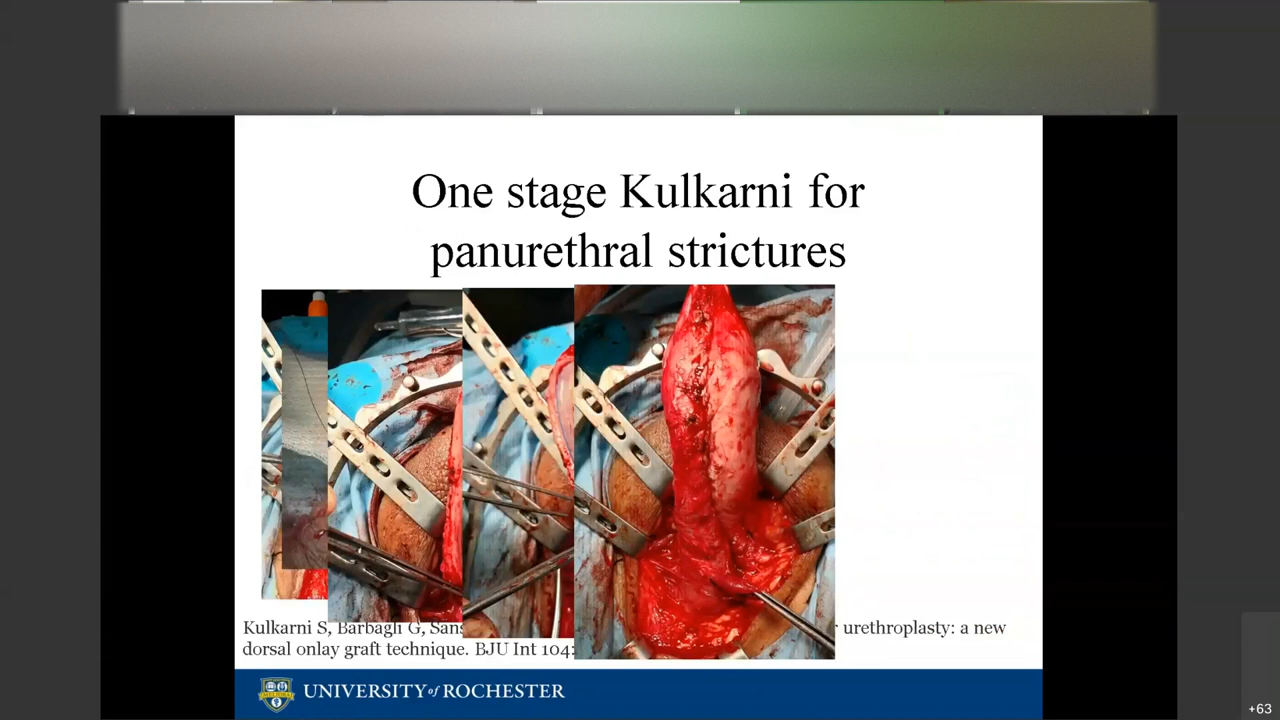 One stage Kulkarni for
panurethral strictures
Kulkarni S, Barbagli G, urethroplasty: a new
dorsal onlay graft technique. BJU Int 104:
UNIVERSITY of ROCHESTER
MELIORA
+63